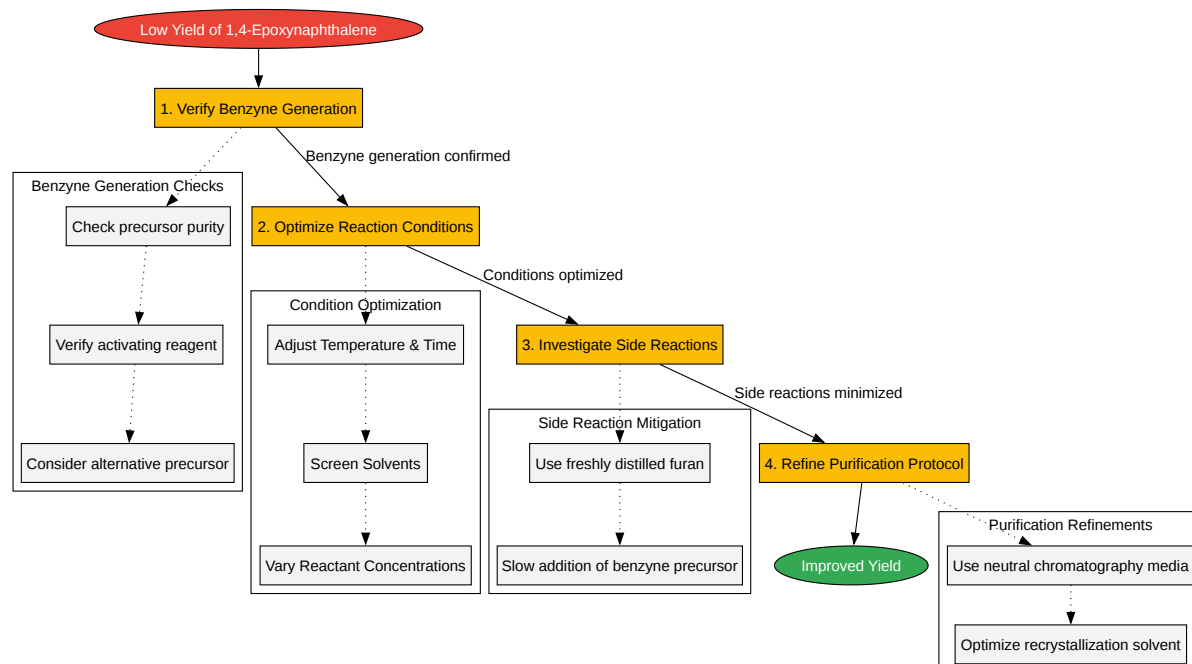 Low Yield of 1,4-Epoxynaphthalene
1. Verify Benzyne Generation
Benzyne generation confirmed
Benzyne Generation Checks
Check precursor purity
2. Optimize Reaction Conditions
Conditions optimized
Condition Optimization
Verify activating reagent
Adjust Temperature & Time
3. Investigate Side Reactions
Side reactions minimized
Side Reaction Mitigation
Consider alternative precursor
Screen Solvents
Use freshly distilled furan
4. Refine Purification Protocol
Purification Refinements
Vary Reactant Concentrations
Slow addition of benzyne precursor
Improved Yield
Use neutral chromatography media
Optimize recrystallization solvent